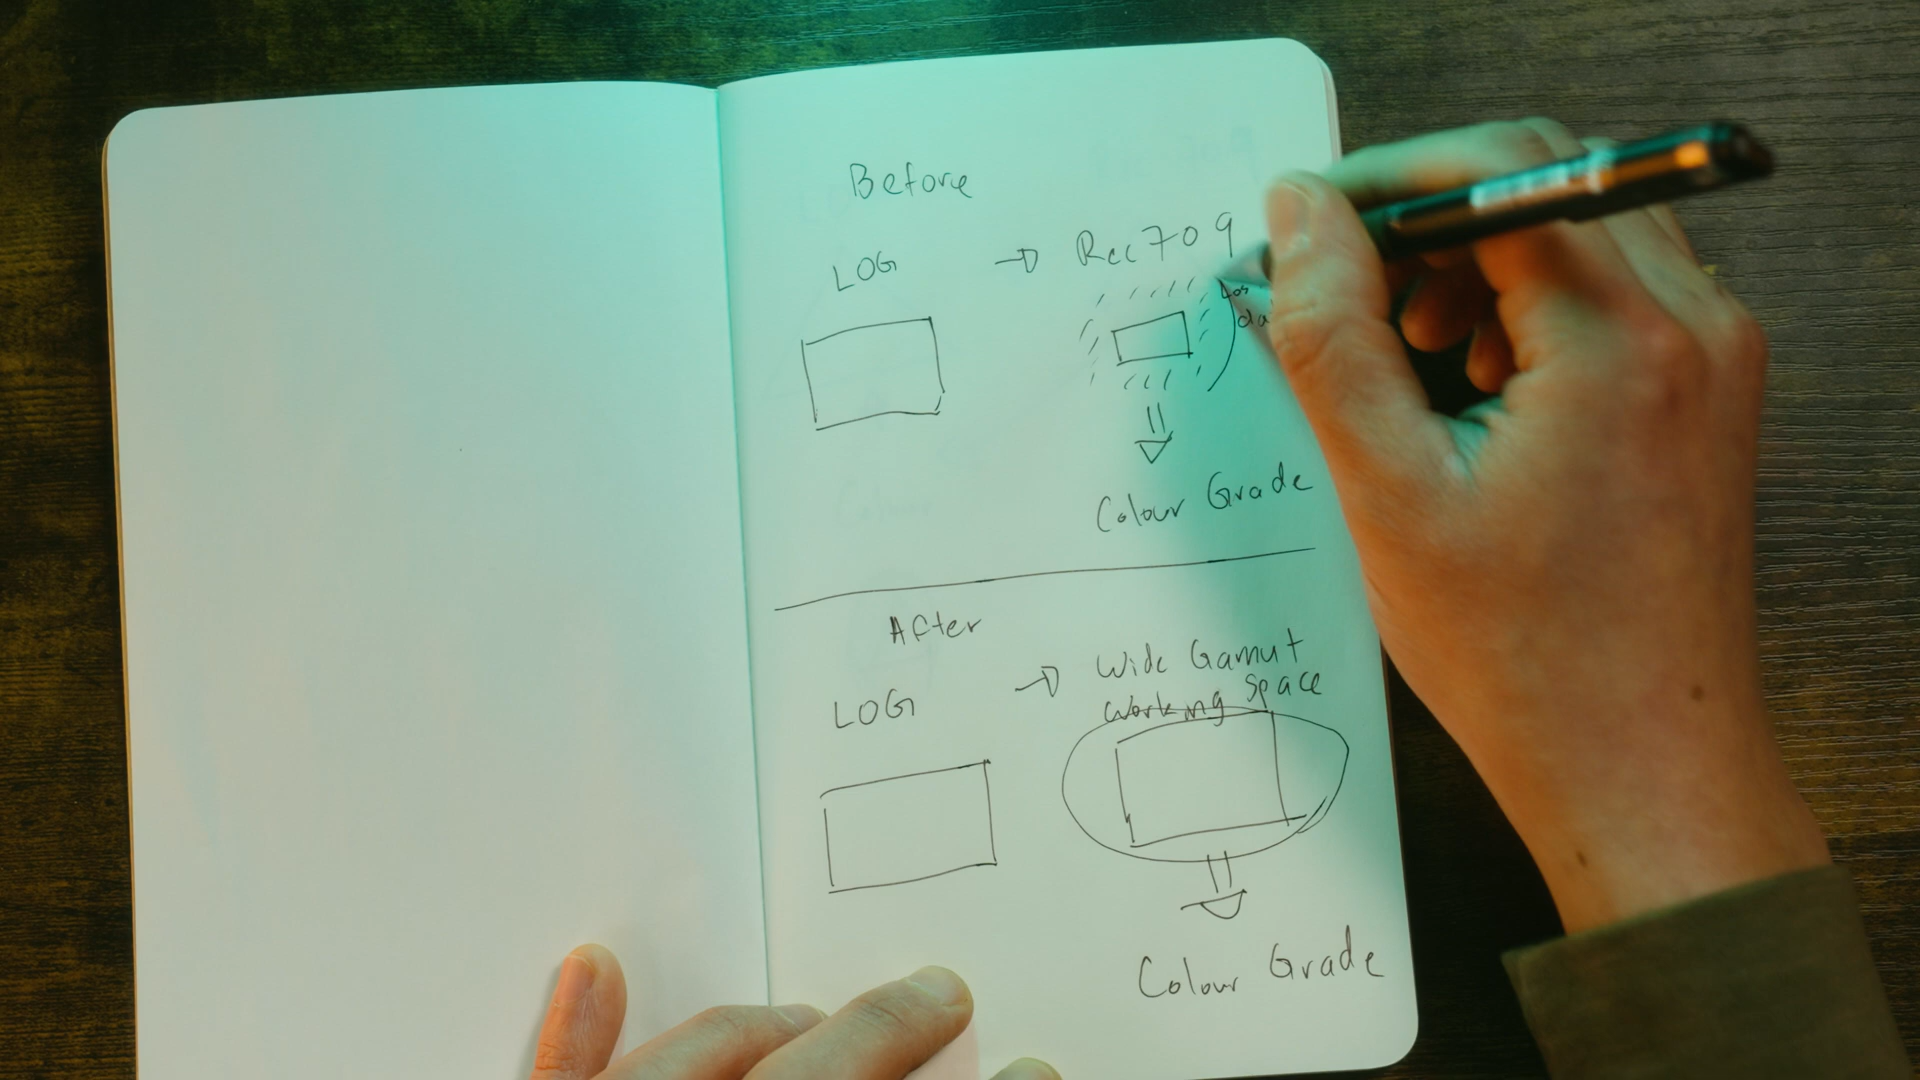 Before
LOG
Rec709
Colour Grade
After
LOG
Wide Gamut
Working Space
Colour Grade